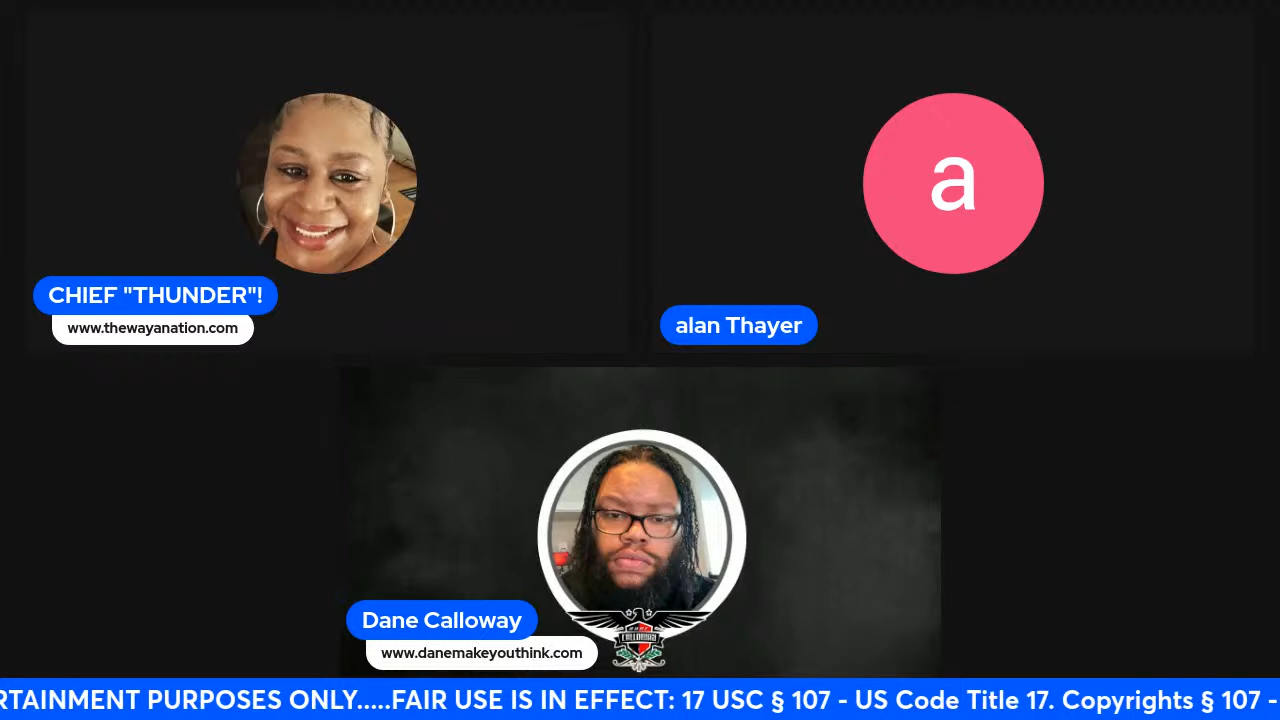 a
CHIEF "THUNDER"!
www.thewayanation.com
alan Thayer
CALLOWAY
Dane Calloway
www.danemakeyouthink.com
RTAINMENT PURPOSES ONLY.....FAIR USE IS IN EFFECT: 17 USC § 107 - US Code Title 17. Copyrights § 107 -